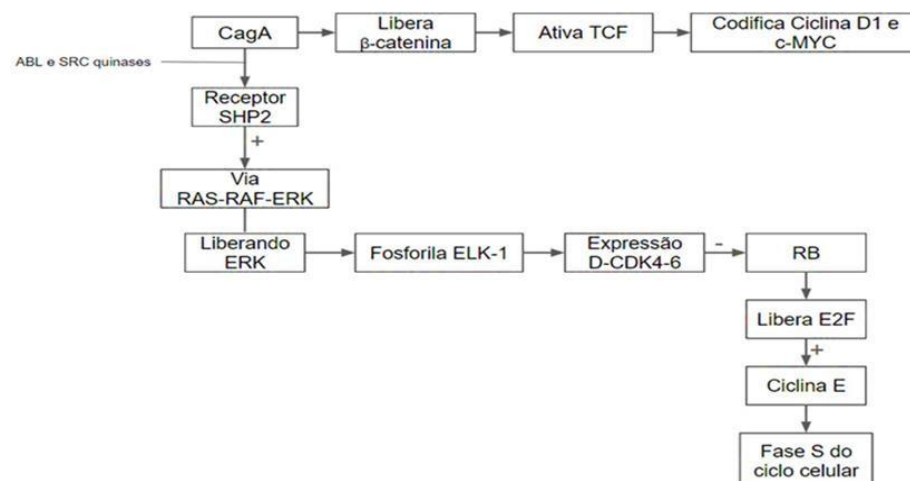 CagA
Libera
β-catenina
Ativa TCF
Codifica Ciclina D1 e
c-MYC
ABL e SRC quinases
Receptor
SHP2
+
Via
RAS-RAF-ERK
Liberando
ERK
Fosforila ELK-1
Expressão
D-CDK4-6
-
RB
Libera E2F
+
Ciclina E
Fase S do
ciclo celular